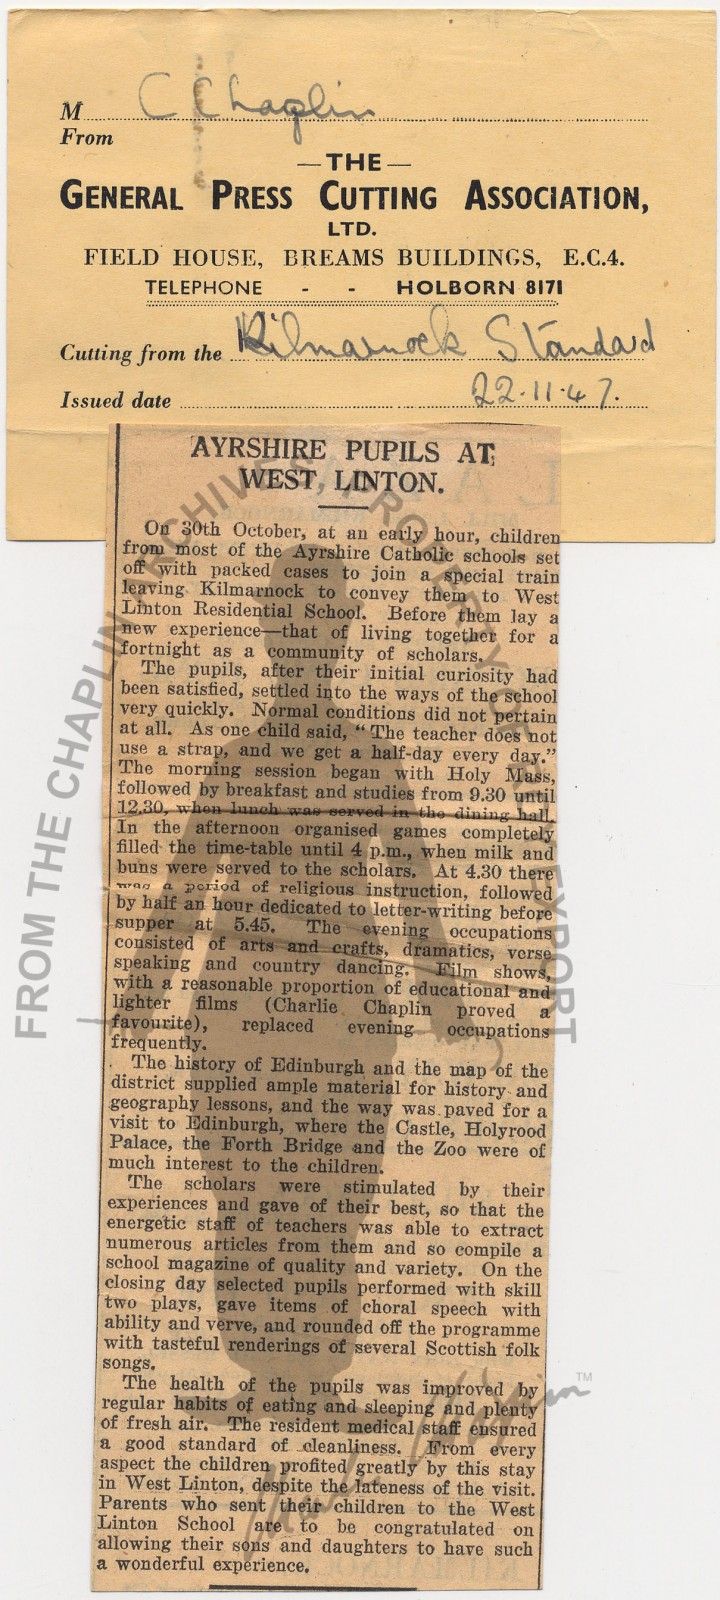 M C Chaplin
From
—THE—
GENERAL PRESS CUTTING ASSOCIATION,
LTD.
FIELD HOUSE, BREAMS BUILDINGS, E.C.4.
TELEPHONE - - HOLBORN 8171
Cutting from the Kilmarnock Standard
Issued date 22.11.47.
AYRSHIRE PUPILS AT
WEST LINTON.
On 30th October, at an early hour, children
from most of the Ayrshire Catholic schools set
off with packed cases to join a special train
leaving Kilmarnock to convey them to West
Linton Residential School. Before them lay a
new experience—that of living together for a
fortnight as a community of scholars.
The pupils, after their initial curiosity had
been satisfied, settled into the ways of the school
very quickly. Normal conditions did not pertain
at all. As one child said, "The teacher does not
use a strap, and we get a half-day every day."
The morning session began with Holy Mass,
followed by breakfast and studies from 9.30 until
12.30, when lunch was served in the dining hall.
In the afternoon organised games completely
filled the time-table until 4 p.m., when milk and
buns were served to the scholars. At 4.30 there
was a period of religious instruction, followed
by half an hour dedicated to letter-writing before
supper at 5.45. The evening occupations
consisted of arts and crafts, dramatics, verse
speaking and country dancing. Film shows,
with a reasonable proportion of educational and
lighter films (Charlie Chaplin proved a
favourite), replaced evening occupations
frequently.
The history of Edinburgh and the map of the
district supplied ample material for history and
geography lessons, and the way was paved for a
visit to Edinburgh, where the Castle, Holyrood
Palace, the Forth Bridge and the Zoo were of
much interest to the children.
The scholars were stimulated by their
experiences and gave of their best, so that the
energetic staff of teachers was able to extract
numerous articles from them and so compile a
school magazine of quality and variety. On the
closing day selected pupils performed with skill
two plays, gave items of choral speech with
ability and verve, and rounded off the programme
with tasteful renderings of several Scottish folk
songs.
The health of the pupils was improved by
regular habits of eating and sleeping and plenty
of fresh air. The resident medical staff ensured
a good standard of cleanliness. From every
aspect the children profited greatly by this stay
in West Linton, despite the lateness of the visit.
Parents who sent their children to the West
Linton School are to be congratulated on
allowing their sons and daughters to have such
a wonderful experience.
FROM THE CHAPLIN ARCHIVES. PROPERTY OF EXPORT
TM